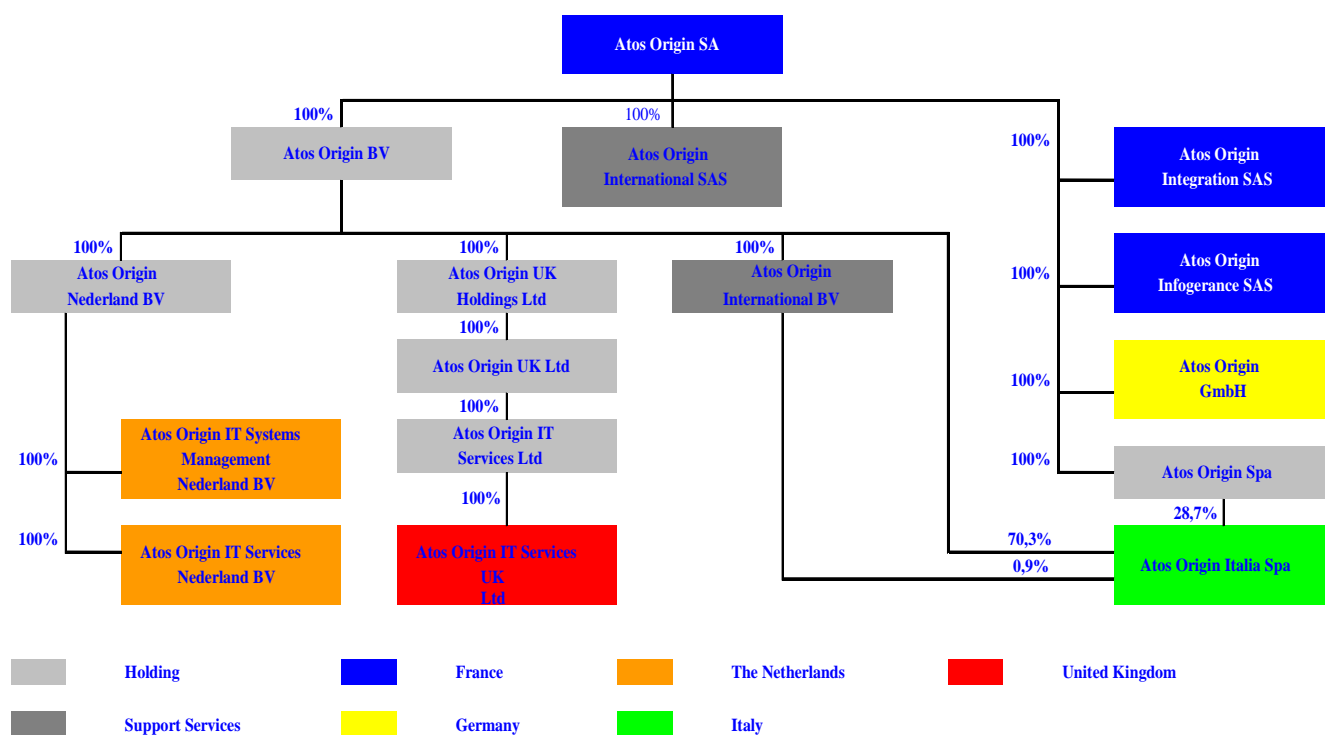 Atos Origin SA
100%
100%
Atos Origin BV
Atos Origin
International SAS
100%
Atos Origin
Integration SAS
100%
100%
100%
Atos Origin
Nederland BV
Atos Origin UK
Holdings Ltd
Atos Origin
International BV
100%
Atos Origin
Infogerance SAS
100%
Atos Origin UK Ltd
100%
Atos Origin
GmbH
100%
Atos Origin IT Systems
Management
Nederland BV
100%
Atos Origin IT
Services Ltd
100%
Atos Origin Spa
100%
28,7%
100%
Atos Origin IT Services
Nederland BV
Atos Origin IT Services
UK
Ltd
70,3%
0,9%
Atos Origin Italia Spa
Holding
France
The Netherlands
United Kingdom
Support Services
Germany
Italy